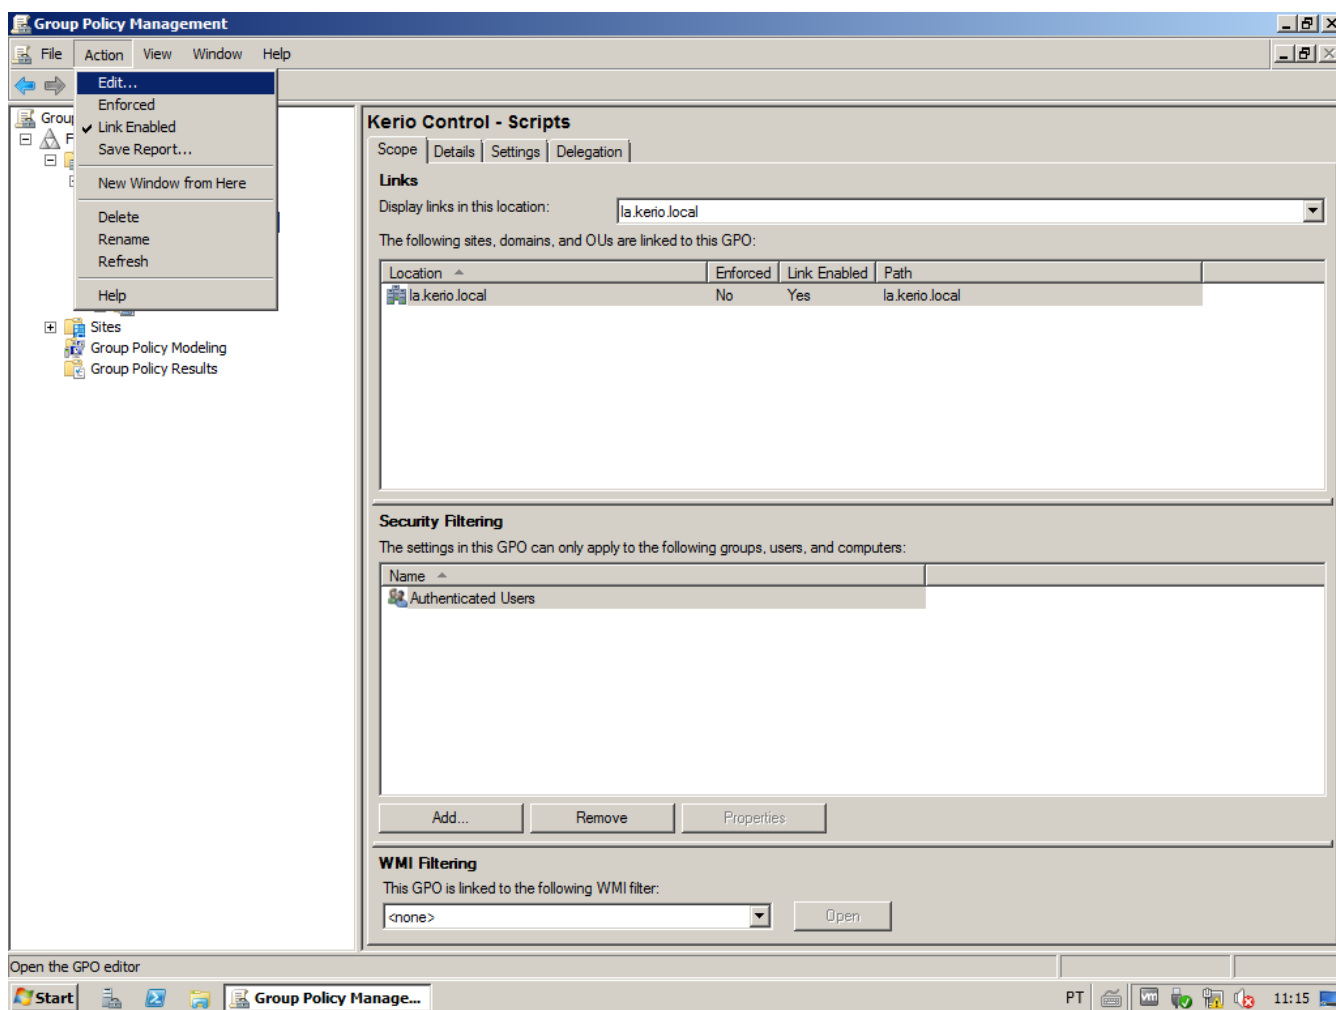 Group Policy Management
File Action View Window Help
Edit...
Enforced
Link Enabled
Save Report...
New Window from Here
Delete
Rename
Refresh
Help
Sites
Group Policy Modeling
Group Policy Results
Kerio Control - Scripts
Scope Details Settings Delegation
Links
Display links in this location: la.kerio.local
The following sites, domains, and OUs are linked to this GPO:
Location Enforced Link Enabled Path
la.kerio.local No Yes la.kerio.local
Security Filtering
The settings in this GPO can only apply to the following groups, users, and computers:
Name
Authenticated Users
Add... Remove Properties
WMI Filtering
This GPO is linked to the following WMI filter:
<none> Open
Open the GPO editor
Start Group Policy Manage... PT 11:15